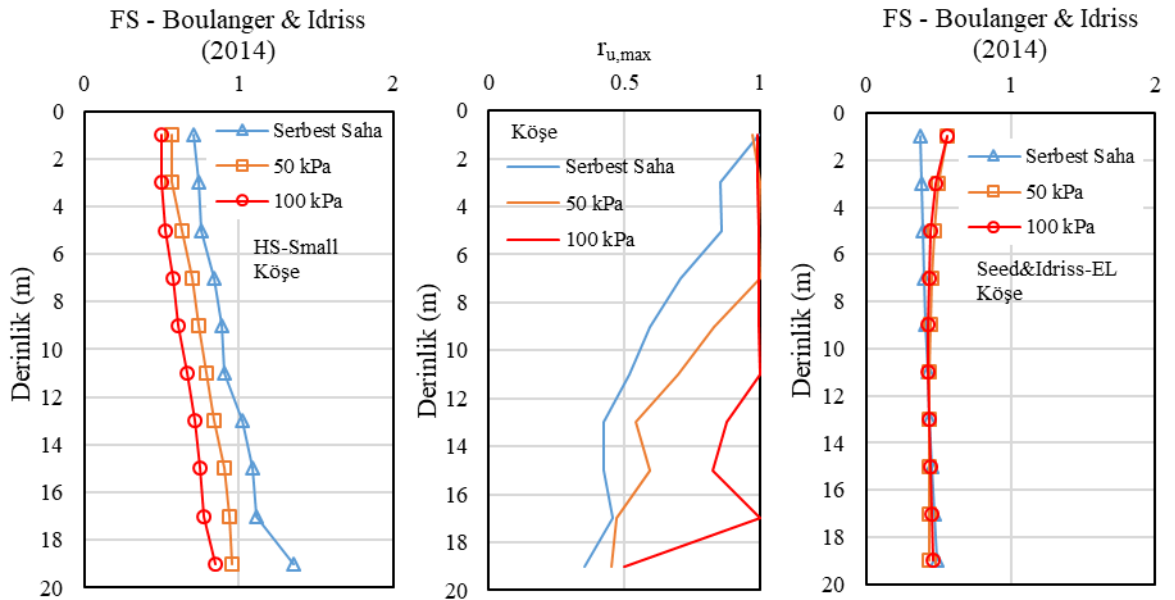 FS - Boulanger & Idriss
(2014)
0 1 2
0
2
4
6
8
10
12
14
16
18
20
Derinlik (m)
Serbest Saha
50 kPa
100 kPa
HS-Small
Köşe
r u,max
0 0.5 1
0
2
4
6
8
10
12
14
16
18
20
Derinlik (m)
Köşe
Serbest Saha
50 kPa
100 kPa
FS - Boulanger & Idriss
(2014)
0 1 2
0
2
4
6
8
10
12
14
16
18
20
Derinlik (m)
Serbest Saha
50 kPa
100 kPa
Seed&Idriss-EL
Köşe